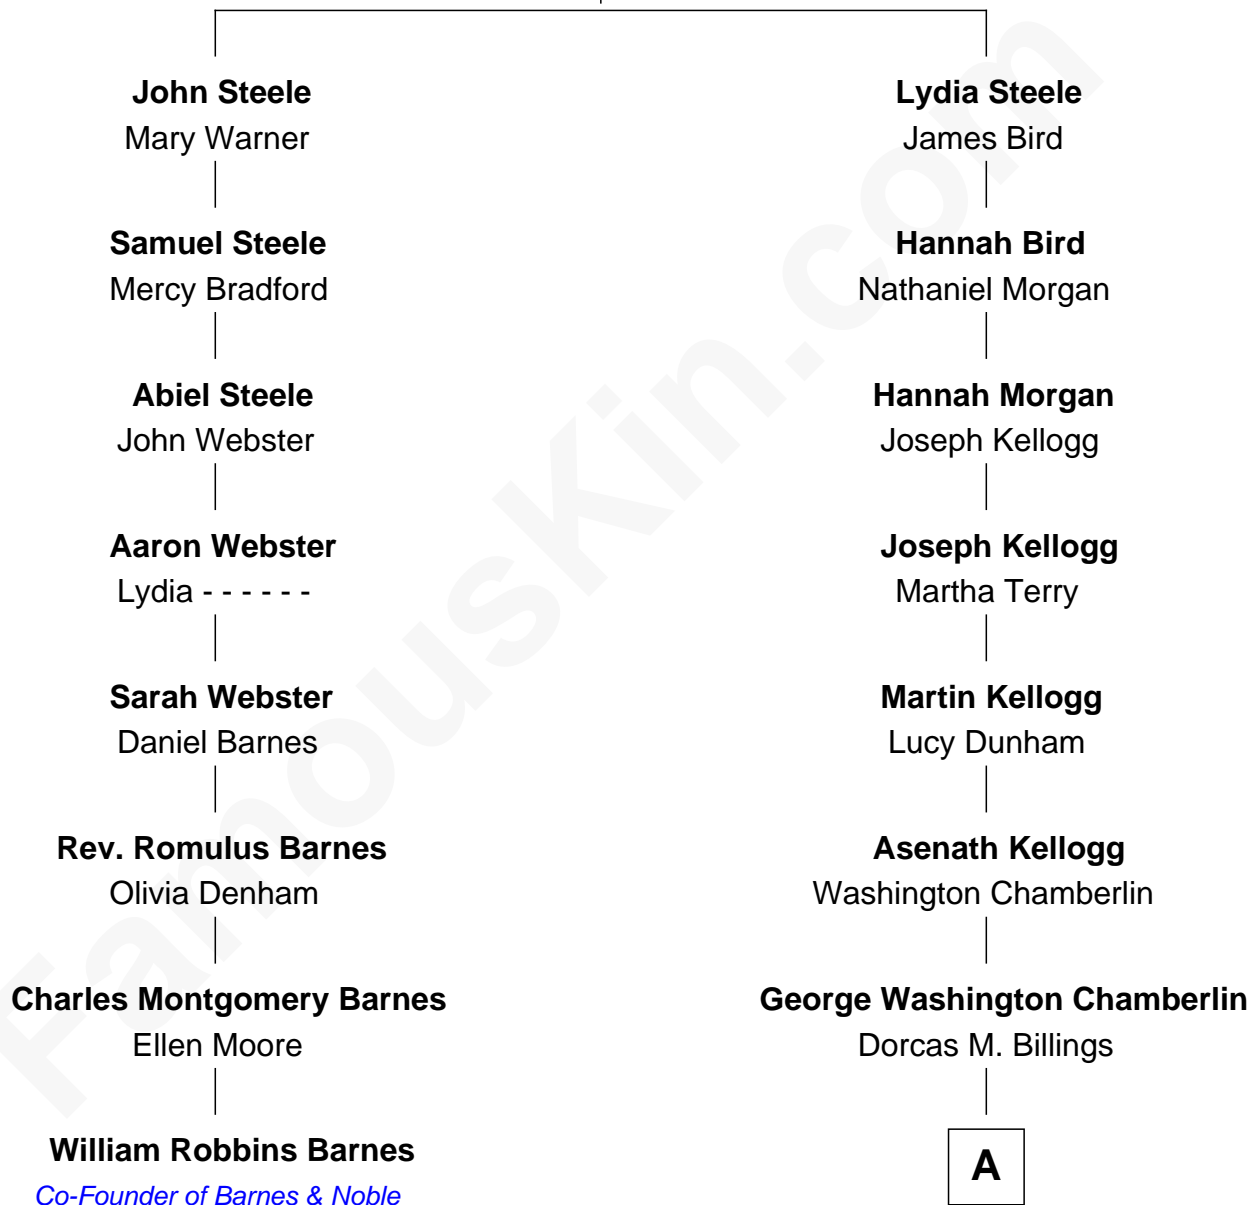 John Steele
Mary Warner
Samuel Steele
Mercy Bradford
Abiel Steele
John Webster
Aaron Webster
Lydia - - - - - -
Sarah Webster
Daniel Barnes
Rev. Romulus Barnes
Olivia Denham
Charles Montgomery Barnes
Ellen Moore
William Robbins Barnes
Co-Founder of Barnes & Noble
Lydia Steele
James Bird
Hannah Bird
Nathaniel Morgan
Hannah Morgan
Joseph Kellogg
Joseph Kellogg
Martha Terry
Martin Kellogg
Lucy Dunham
Asenath Kellogg
Washington Chamberlin
George Washington Chamberlin
Dorcas M. Billings
A
FamousKin.com